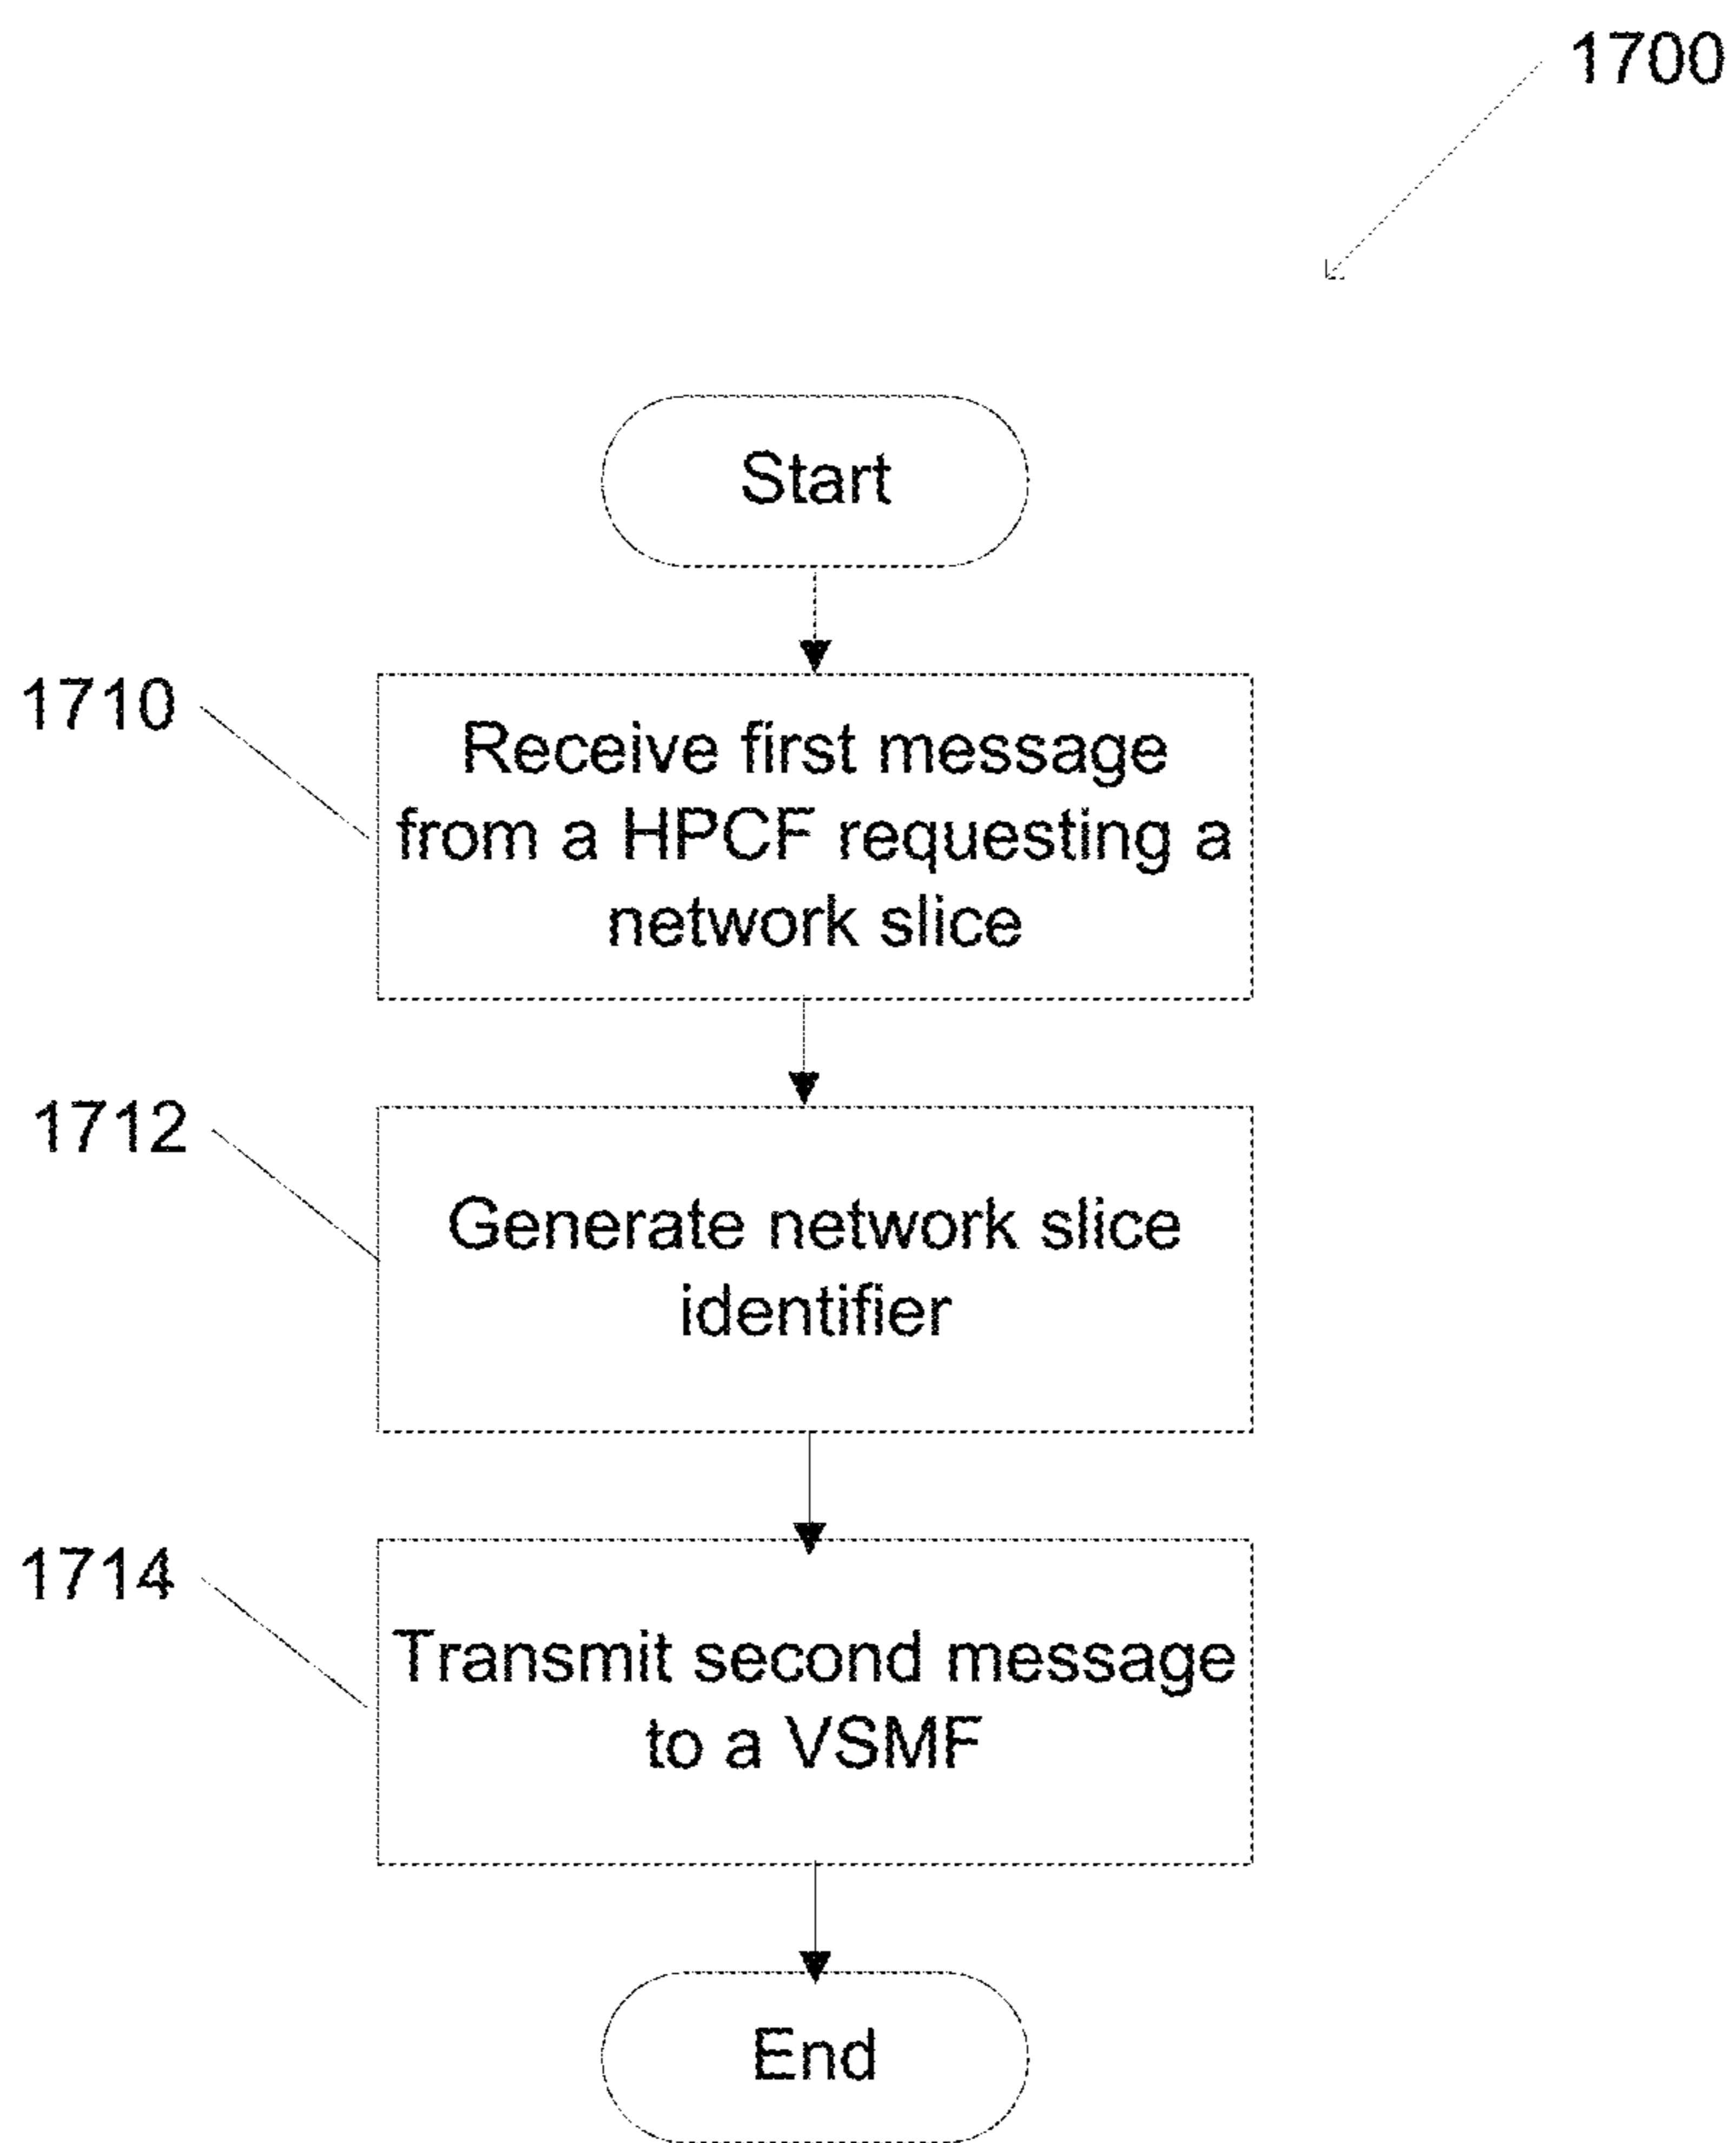 1700
Start
1710
Receive first message
from a HPCF requesting a
network slice
1712
Generate network slice
identifier
1714
Transmit second message
to a VSMF
End